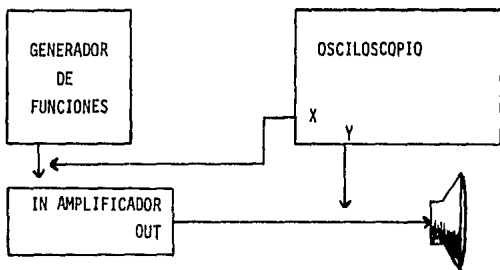 GENERADOR
DE
FUNCIONES
OSCILOSCOPIO
X
Y
IN AMPLIFICADOR
OUT